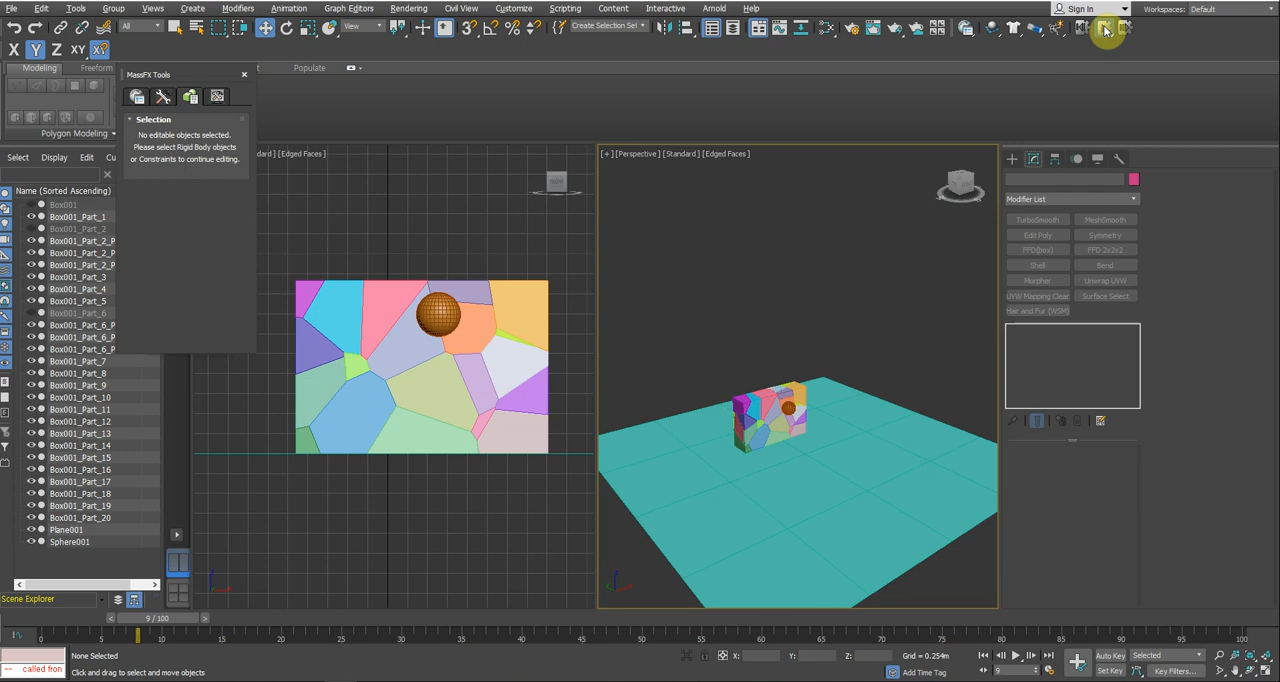 File Edit Tools Group Views Create Modifiers Animation Graph Editors Rendering Civil View Customize Scripting Content Interactive Arnold Help
Sign In
Workspaces: Default
All
View
Create Selection Set
X Y Z XY XY
Modeling Freeform Populate
MassFX Tools
Polygon Modeling
Selection
No editable objects selected.
Please select Rigid Body objects
or Constraints to continue editing.
Select Display Edit Cu
Name (Sorted Ascending)
Box001
Box001_Part_1
Box001_Part_2
Box001_Part_2_P
Box001_Part_2_P
Box001_Part_2_P
Box001_Part_3
Box001_Part_4
Box001_Part_5
Box001_Part_6
Box001_Part_6_P
Box001_Part_6_P
Box001_Part_6_P
Box001_Part_7
Box001_Part_8
Box001_Part_9
Box001_Part_10
Box001_Part_11
Box001_Part_12
Box001_Part_13
Box001_Part_14
Box001_Part_15
Box001_Part_16
Box001_Part_17
Box001_Part_18
Box001_Part_19
Box001_Part_20
Plane001
Sphere001
Scene Explorer
dard ] [Edged Faces ]
FRONT
[+] [Perspective ] [Standard ] [Edged Faces ]
Modifier List
TurboSmooth MeshSmooth
Edit Poly Symmetry
FFD(box) FFD 2x2x2
Shell Bend
Morpher Unwrap UVW
UVW Mapping Clear Surface Select
Hair and Fur (WSM)
< 9 / 100 >
0 5 10 15 20 25 30 35 40 45 50 55 60 65 70 75 80 85 90 95 100
-- called fron
None Selected
Click and drag to select and move objects
X: Y: Z: Grid = 0.254m
Add Time Tag
9
Auto Key Selected
Set Key Key Filters...